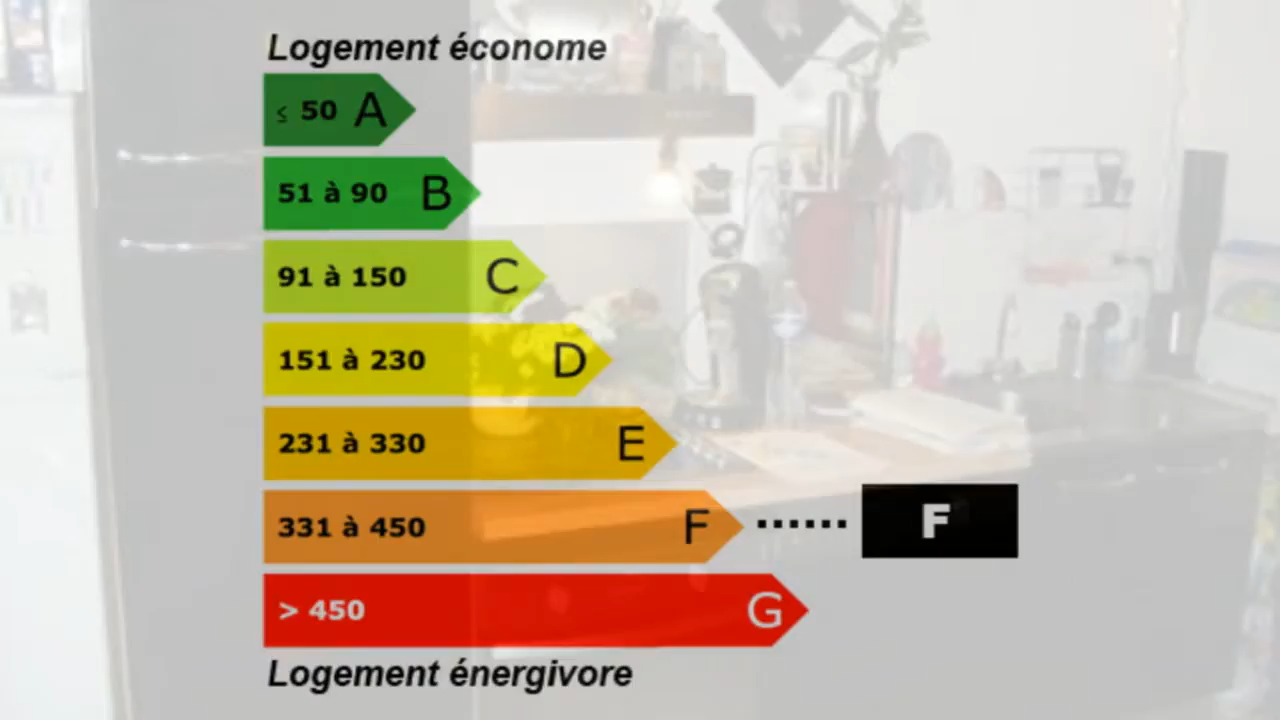 Logement économe
≤ 50 A
51 à 90 B
91 à 150 C
151 à 230 D
231 à 330 E
331 à 450 F
F
> 450 G
Logement énergivore